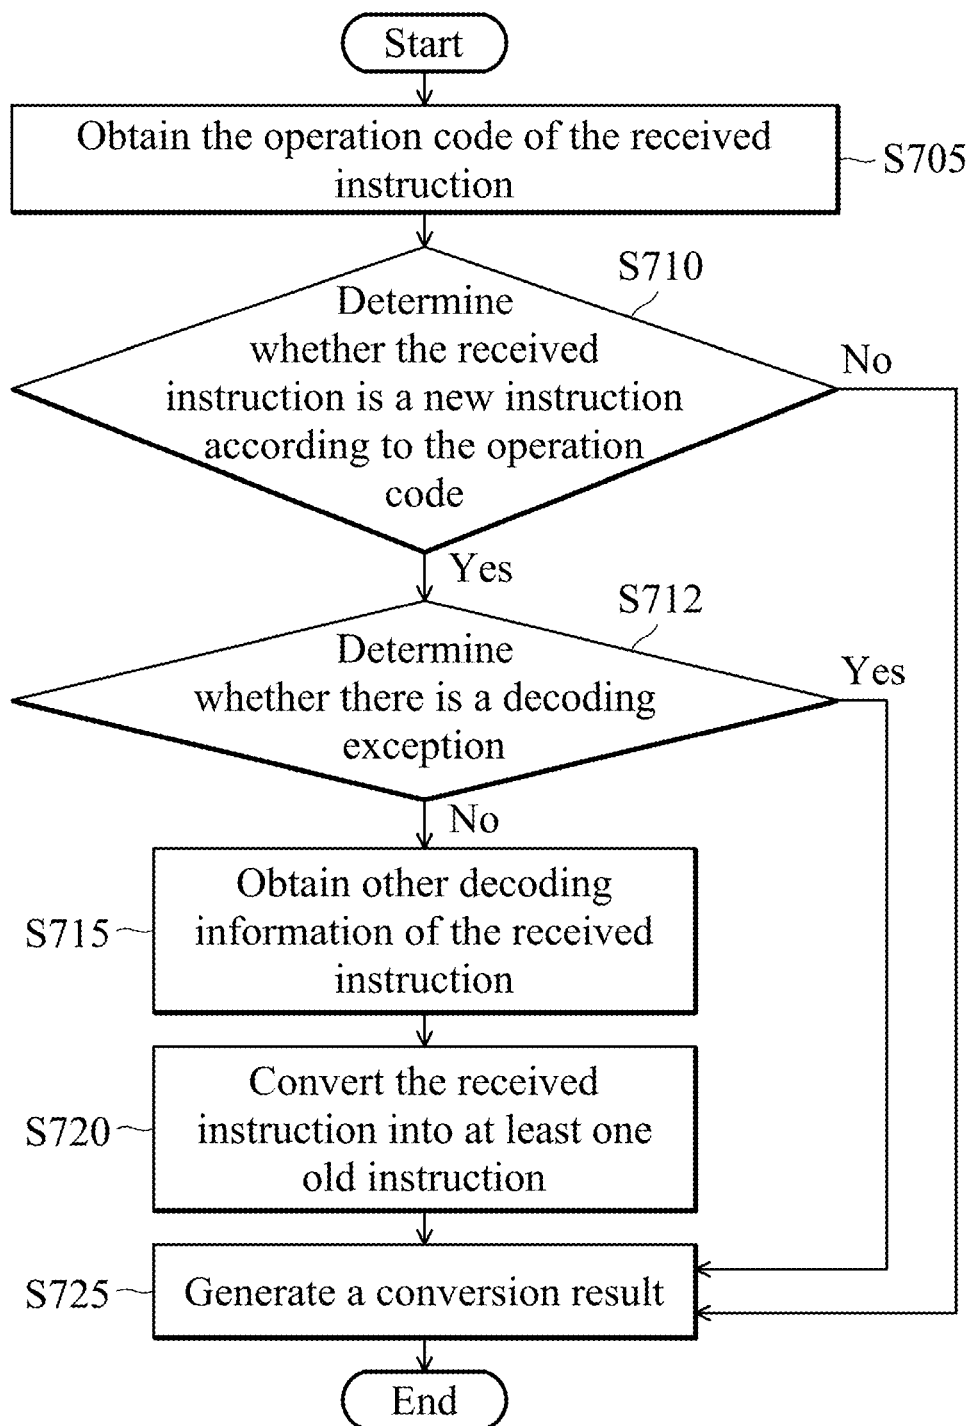 Start
Obtain the operation code of the received
instruction
S705
S710
Determine
whether the received
instruction is a new instruction
according to the operation
code
No
Yes
S712
Determine
whether there is a decoding
exception
Yes
No
Obtain other decoding
information of the received
instruction
S715
Convert the received
instruction into at least one
old instruction
S720
Generate a conversion result
S725
End